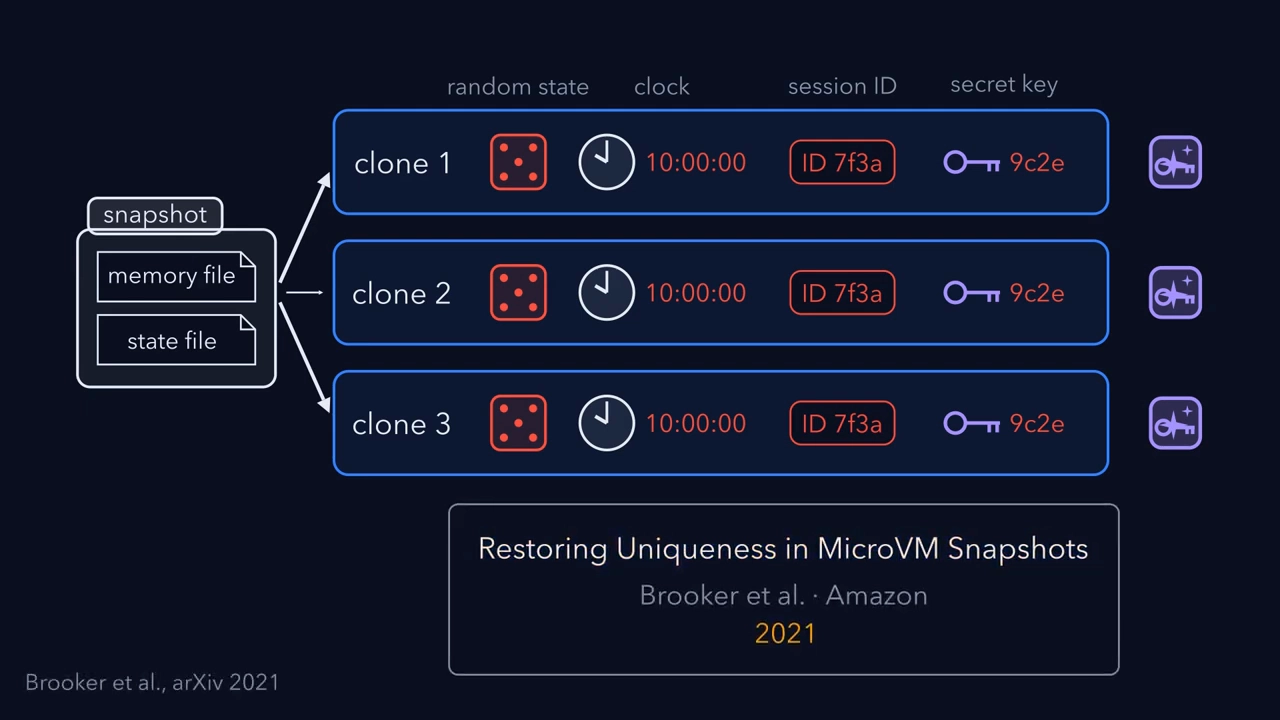 random state clock session ID secret key
clone 1 10:00:00 ID 7f3a 9c2e
snapshot
memory file
clone 2 10:00:00 ID 7f3a 9c2e
state file
clone 3 10:00:00 ID 7f3a 9c2e
Restoring Uniqueness in MicroVM Snapshots
Brooker et al. · Amazon
2021
Brooker et al., arXiv 2021